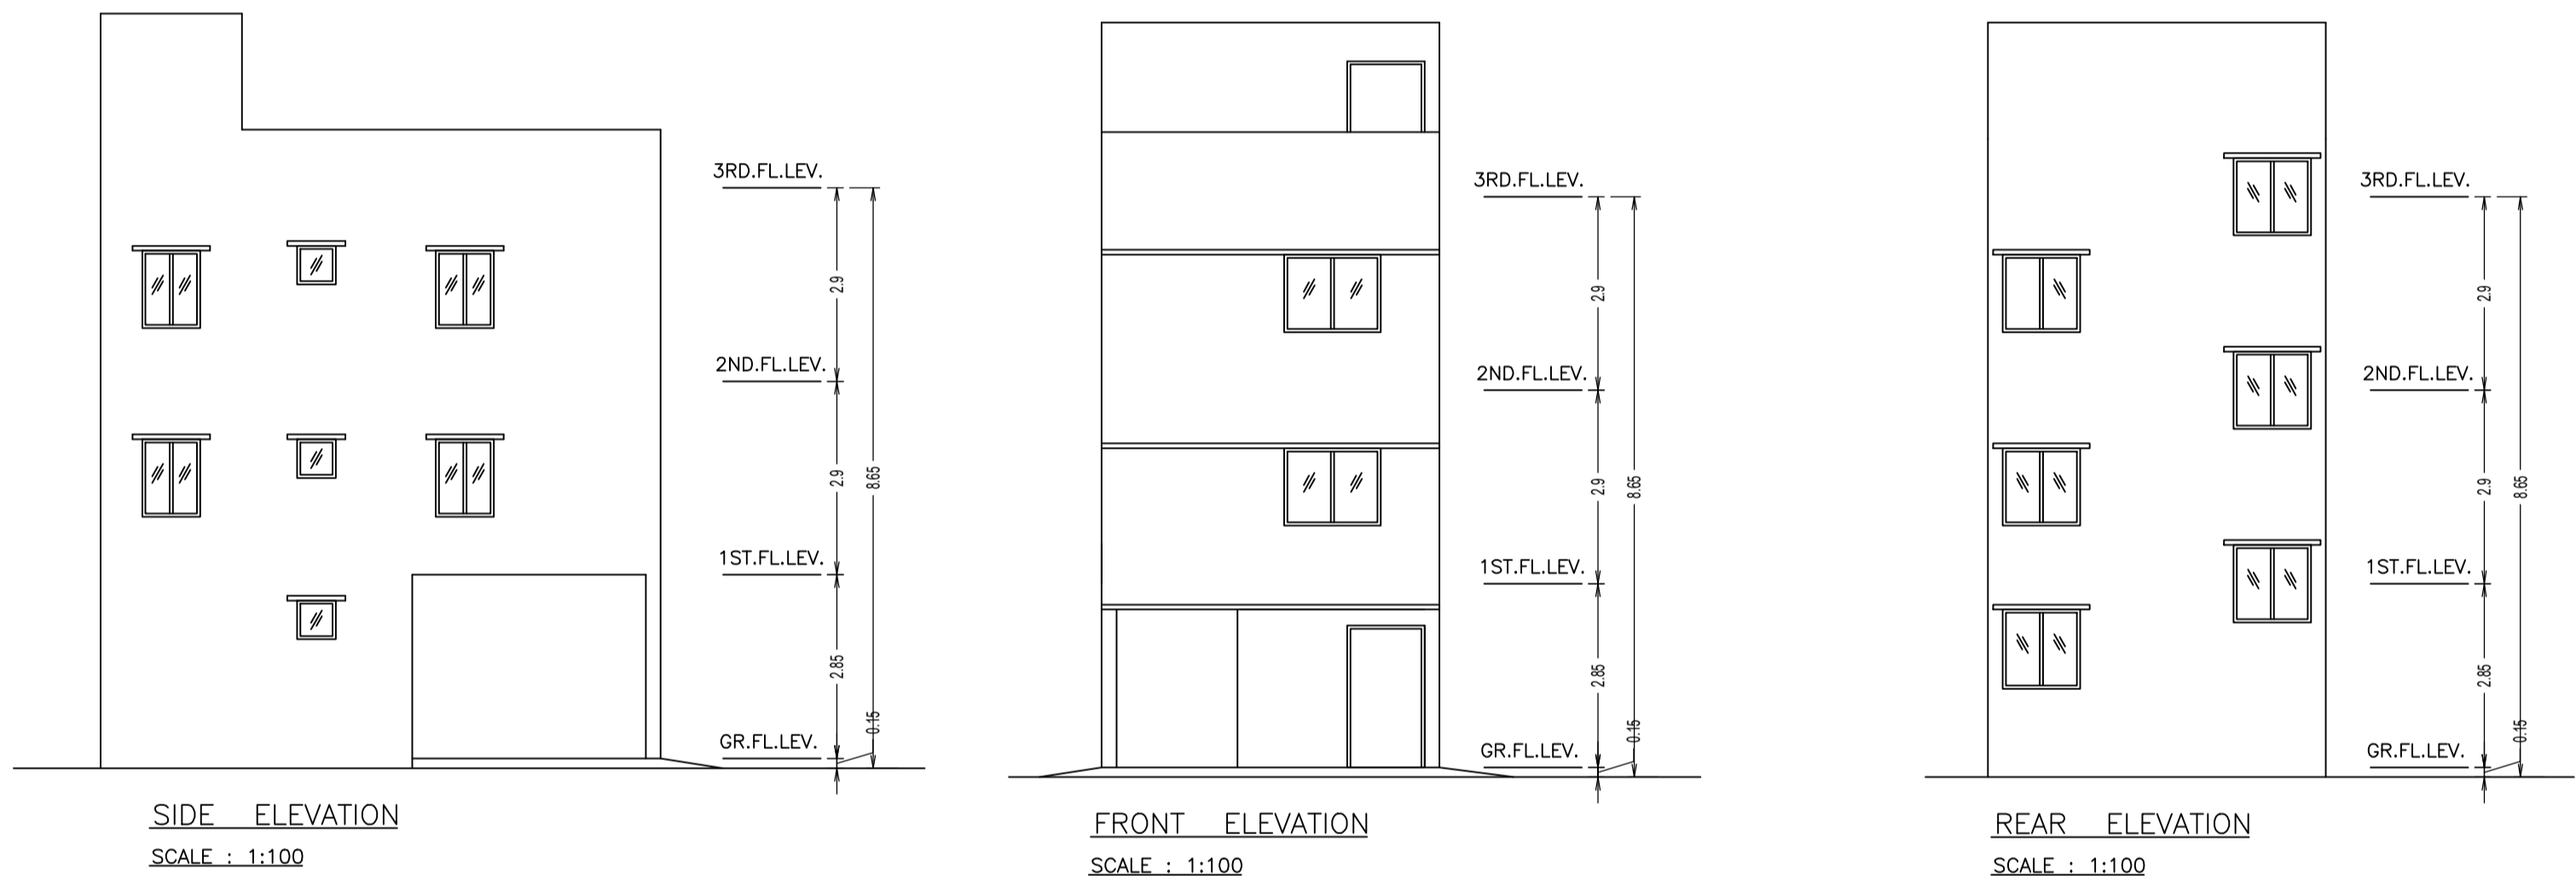 3RD.FL.LEV.
2.9
2ND.FL.LEV.
2.9
8.65
1ST.FL.LEV.
2.85
0.15
GR.FL.LEV.
SIDE ELEVATION
SCALE : 1:100
3RD.FL.LEV.
2.9
2ND.FL.LEV.
2.9
8.65
1ST.FL.LEV.
2.85
0.15
GR.FL.LEV.
FRONT ELEVATION
SCALE : 1:100
3RD.FL.LEV.
2.9
2ND.FL.LEV.
2.9
8.65
1ST.FL.LEV.
2.85
0.15
GR.FL.LEV.
REAR ELEVATION
SCALE : 1:100